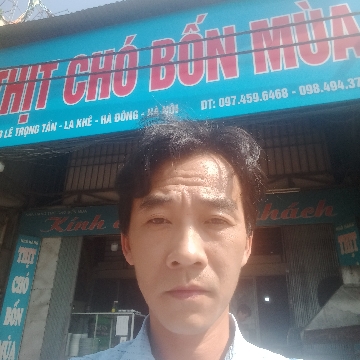 THỊT CHÓ BỐN MÙA
LÊ TRỌNG TẤN - LA KHÊ - HÀ ĐÔNG - HÀ NỘI
ĐT: 097.459.6468 - 098.494.37
Kính khách
THỊT
CHÓ
BỐN
MÙA